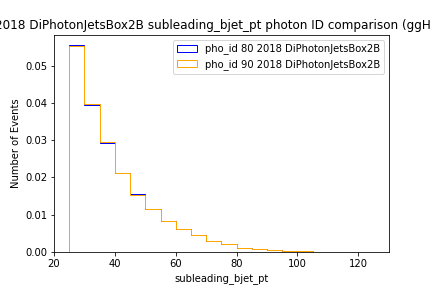 2018 DiPhotonJetsBox2B subleading_bjet_pt photon ID comparison (ggH
pho_id 80 2018 DiPhotonJetsBox2B
pho_id 90 2018 DiPhotonJetsBox2B
Number of Events
0.05
0.04
0.03
0.02
0.01
0.00
20
40
60
80
100
120
subleading_bjet_pt